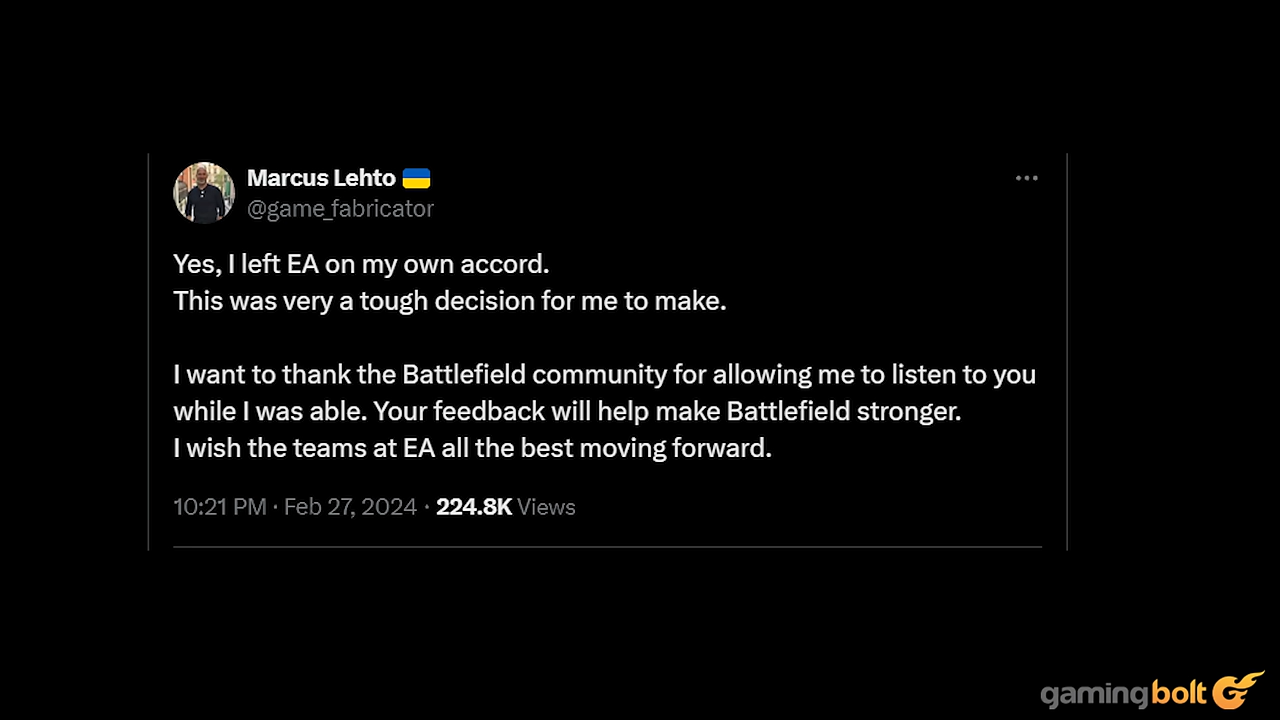 Marcus Lehto 🇺🇦
@game_fabricator
Yes, I left EA on my own accord.
This was very a tough decision for me to make.
I want to thank the Battlefield community for allowing me to listen to you
while I was able. Your feedback will help make Battlefield stronger.
I wish the teams at EA all the best moving forward.
10:21 PM · Feb 27, 2024 · 224.8K Views
gamingbolt